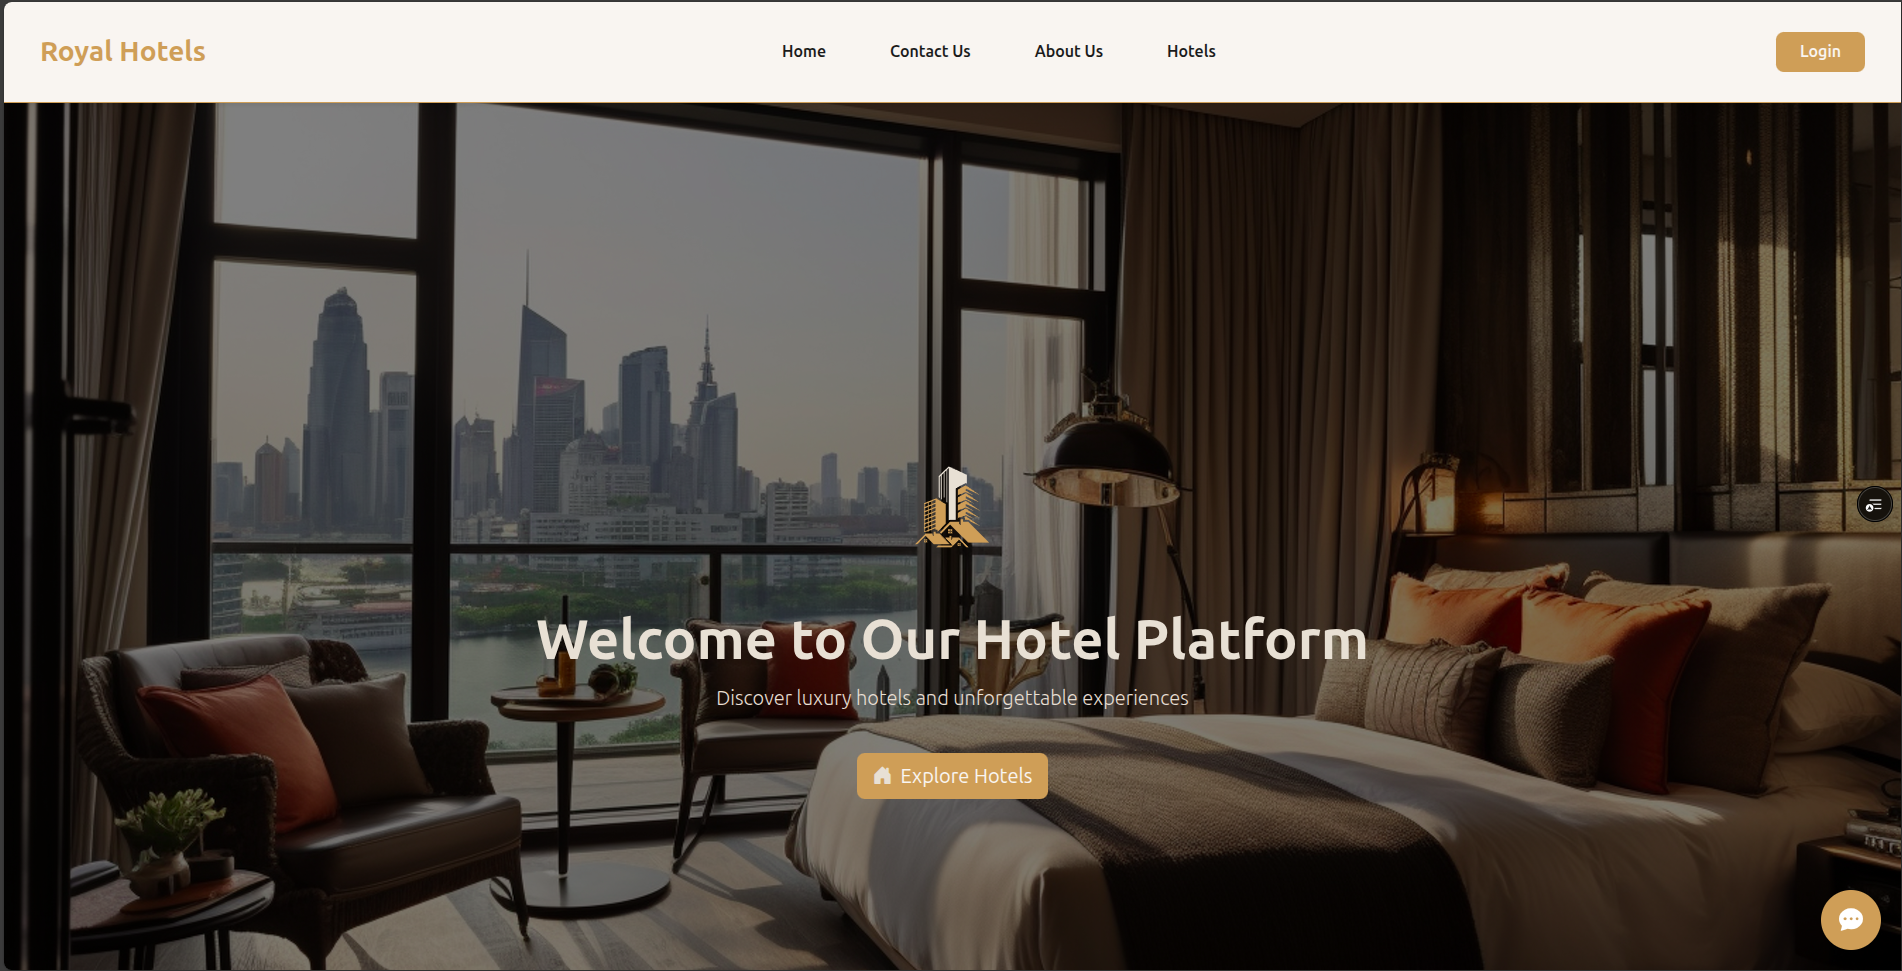 Royal Hotels
Home
Contact Us
About Us
Hotels
Login
Welcome to Our Hotel Platform
Discover luxury hotels and unforgettable experiences
Explore Hotels